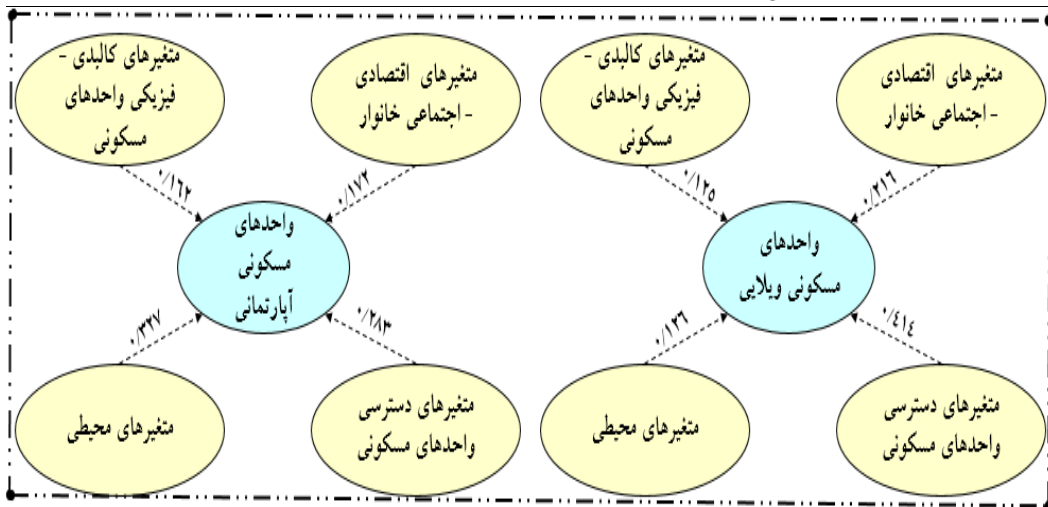 متغیرهای اقتصادی
- اجتماعی خانوار
متغیرهای کالبدی -
فیزیکی واحدهای
مسکونی
۰/۲۱۶
۰/۱۲۵
واحدهای
مسکونی ویلایی
۰/۴۱۴
۰/۱۲۶
متغیرهای دسترسی
واحدهای مسکونی
متغیرهای محیطی
متغیرهای اقتصادی
- اجتماعی خانوار
متغیرهای کالبدی -
فیزیکی واحدهای
مسکونی
۰/۱۷۲
۰/۱۶۲
واحدهای
مسکونی
آپارتمانی
۰/۲۸۳
۰/۳۲۷
متغیرهای دسترسی
واحدهای مسکونی
متغیرهای محیطی